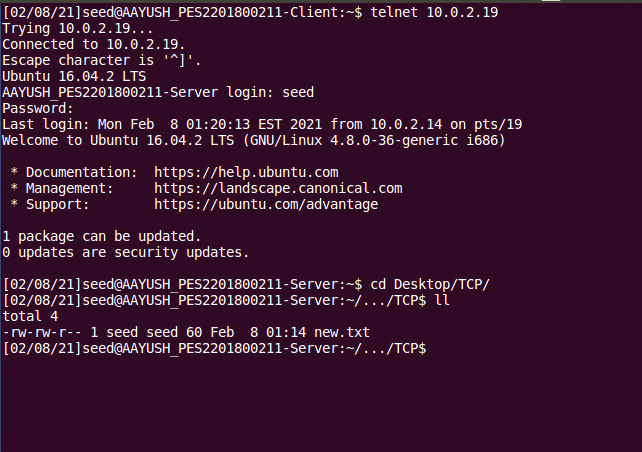 [02/08/21]seed@AAYUSH_PES2201800211-Client:~$ telnet 10.0.2.19
Trying 10.0.2.19...
Connected to 10.0.2.19.
Escape character is '^]'.
Ubuntu 16.04.2 LTS
AAYUSH_PES2201800211-Server login: seed
Password:
Last login: Mon Feb  8 01:20:13 EST 2021 from 10.0.2.14 on pts/19
Welcome to Ubuntu 16.04.2 LTS (GNU/Linux 4.8.0-36-generic i686)

 * Documentation:  https://help.ubuntu.com
 * Management:     https://landscape.canonical.com
 * Support:        https://ubuntu.com/advantage

1 package can be updated.
0 updates are security updates.

[02/08/21]seed@AAYUSH_PES2201800211-Server:~$ cd Desktop/TCP/
[02/08/21]seed@AAYUSH_PES2201800211-Server:~/.../TCP$ ll
total 4
-rw-rw-r-- 1 seed seed 60 Feb  8 01:14 new.txt
[02/08/21]seed@AAYUSH_PES2201800211-Server:~/.../TCP$